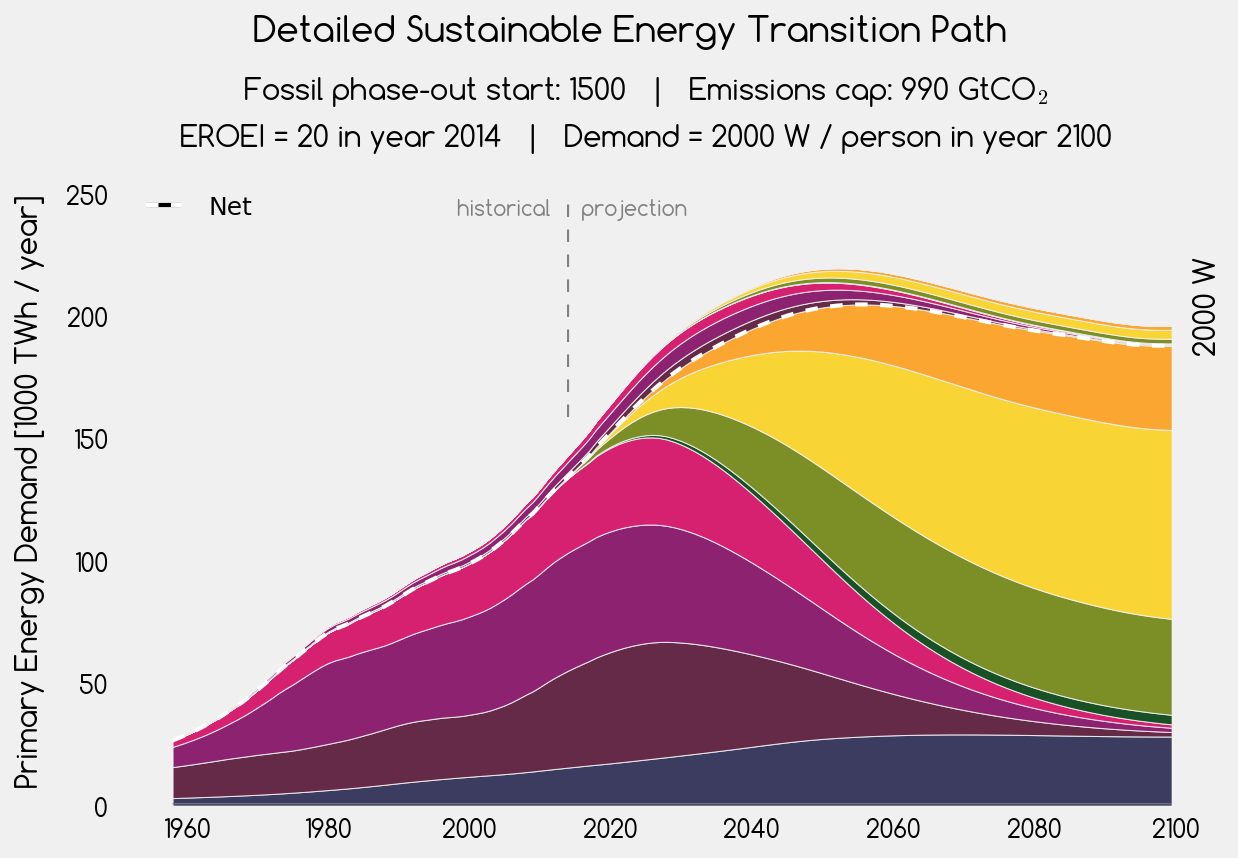 Detailed Sustainable Energy Transition Path
Fossil phase-out start: 1500 | Emissions cap: 990 GtCO₂
EROEI = 20 in year 2014 | Demand = 2000 W / person in year 2100
Primary Energy Demand [1000 TWh / year]
250
200
150
100
50
0
Net
historical
projection
2000 W
1960
1980
2000
2020
2040
2060
2080
2100